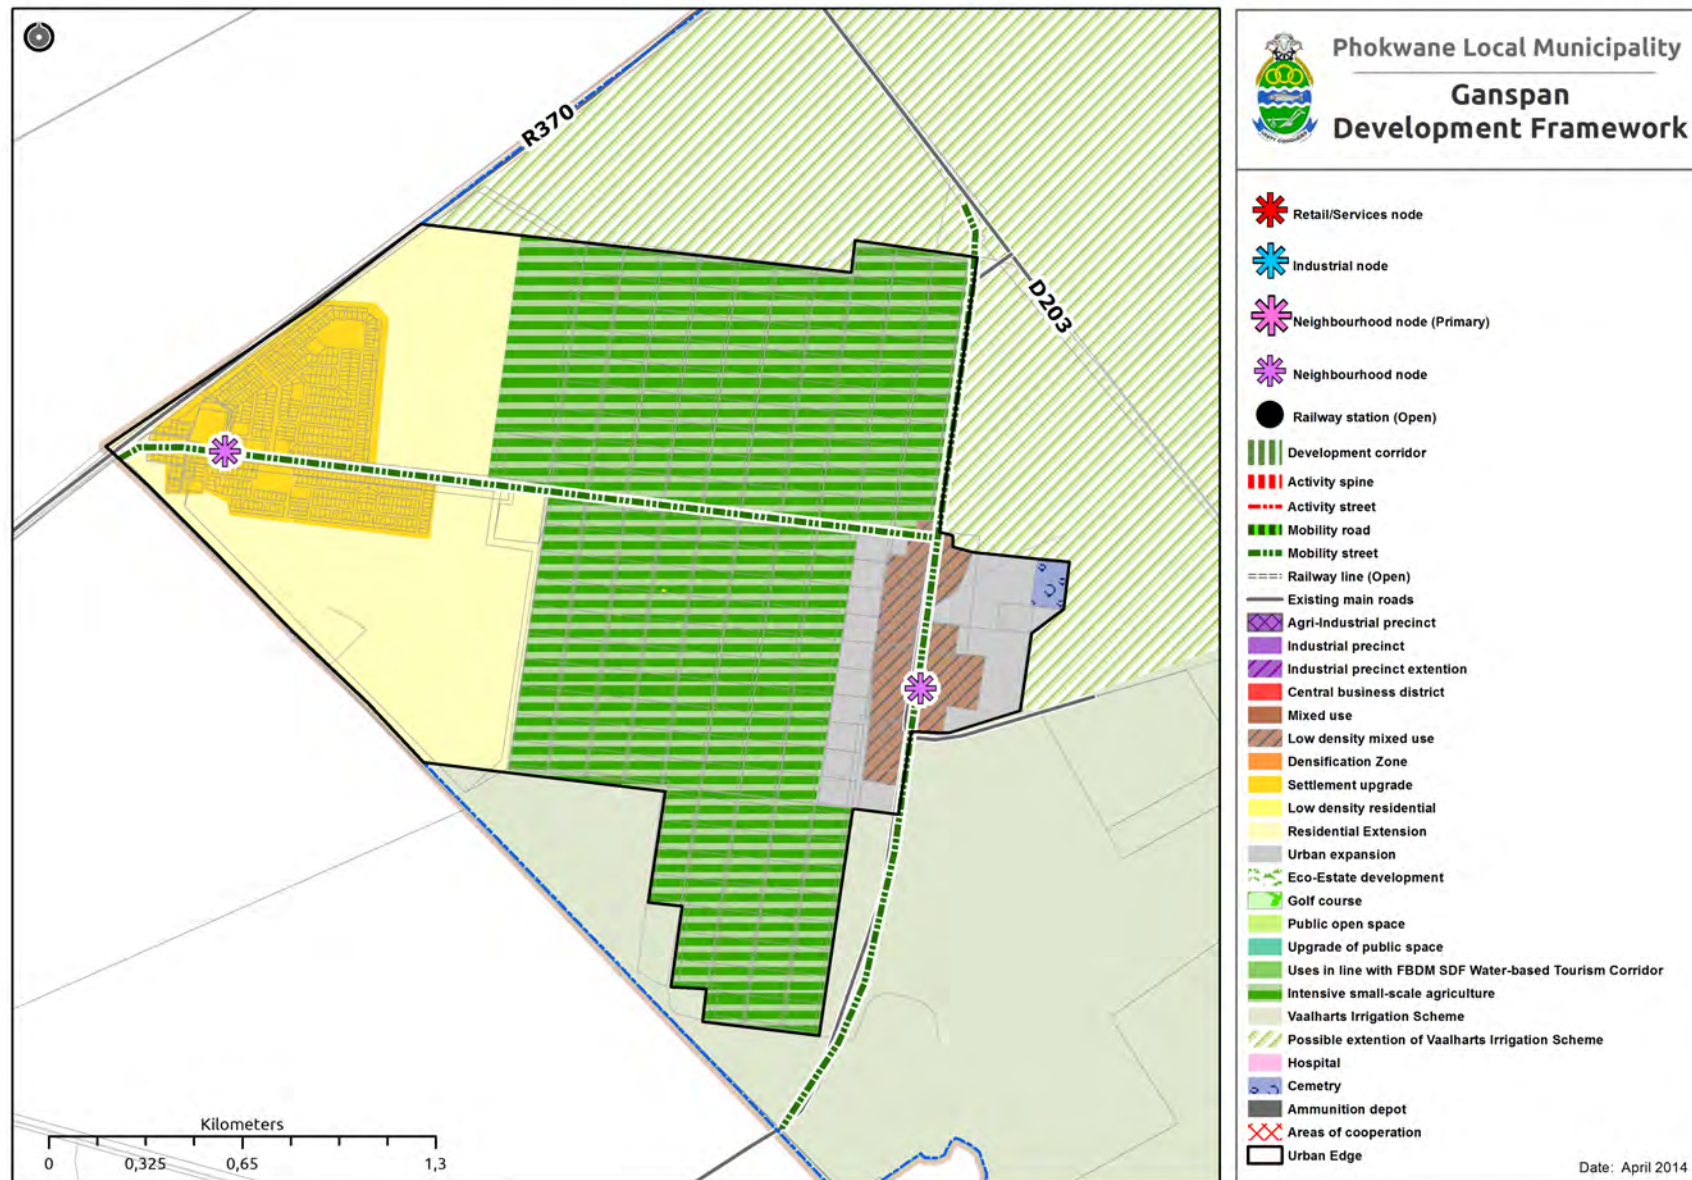 R370
D203
Kilometers
0 0,325 0,65 1,3
Phokwane Local Municipality
Ganspan
Development Framework
Retail/Services node
Industrial node
Neighbourhood node (Primary)
Neighbourhood node
Railway station (Open)
Development corridor
Activity spine
Activity street
Mobility road
Mobility street
Railway line (Open)
Existing main roads
Agri-Industrial precinct
Industrial precinct
Industrial precinct extention
Central business district
Mixed use
Low density mixed use
Densification Zone
Settlement upgrade
Low density residential
Residential Extension
Urban expansion
Eco-Estate development
Golf course
Public open space
Upgrade of public space
Uses in line with FBDM SDF Water-based Tourism Corridor
Intensive small-scale agriculture
Vaalharts Irrigation Scheme
Possible extention of Vaalharts Irrigation Scheme
Hospital
Cemetry
Ammunition depot
Areas of cooperation
Urban Edge
Date: April 2014